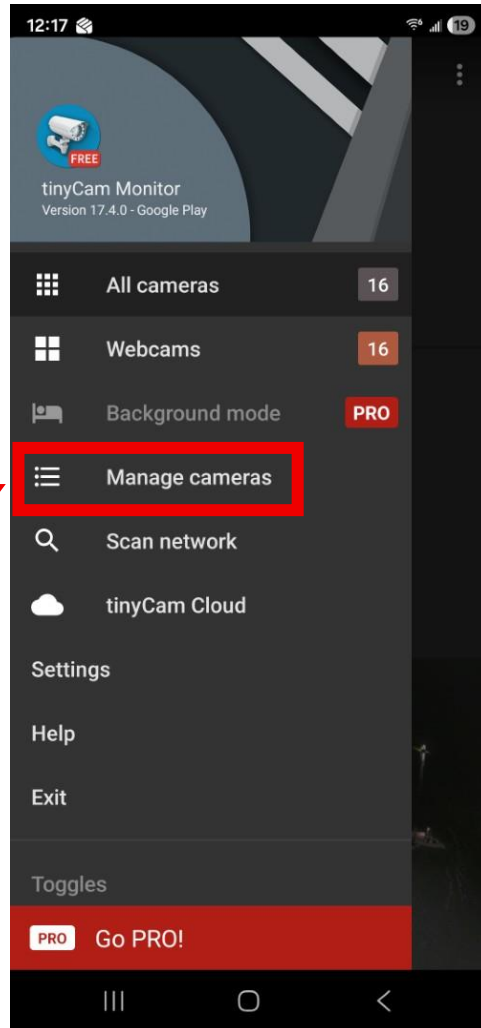 12:17
19
FREE
tinyCam Monitor
Version 17.4.0 - Google Play
All cameras 16
Webcams 16
Background mode PRO
Manage cameras
Scan network
tinyCam Cloud
Settings
Help
Exit
Toggles
PRO Go PRO!